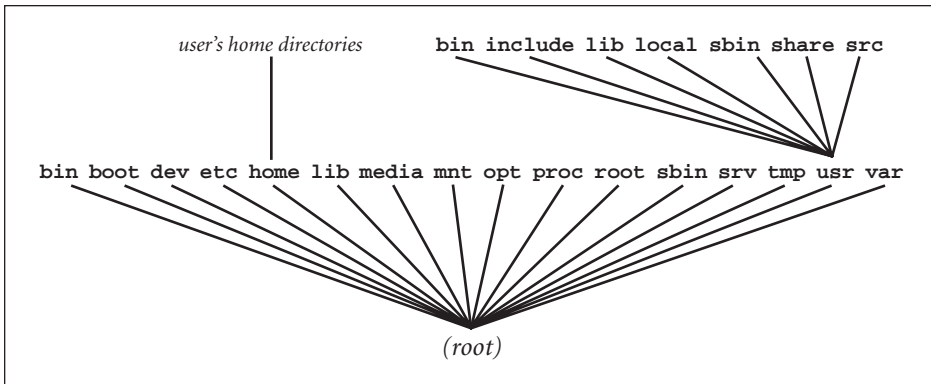 user's home directories
bin include lib local sbin share src
bin boot dev etc home lib media mnt opt proc root sbin srv tmp usr var
(root)